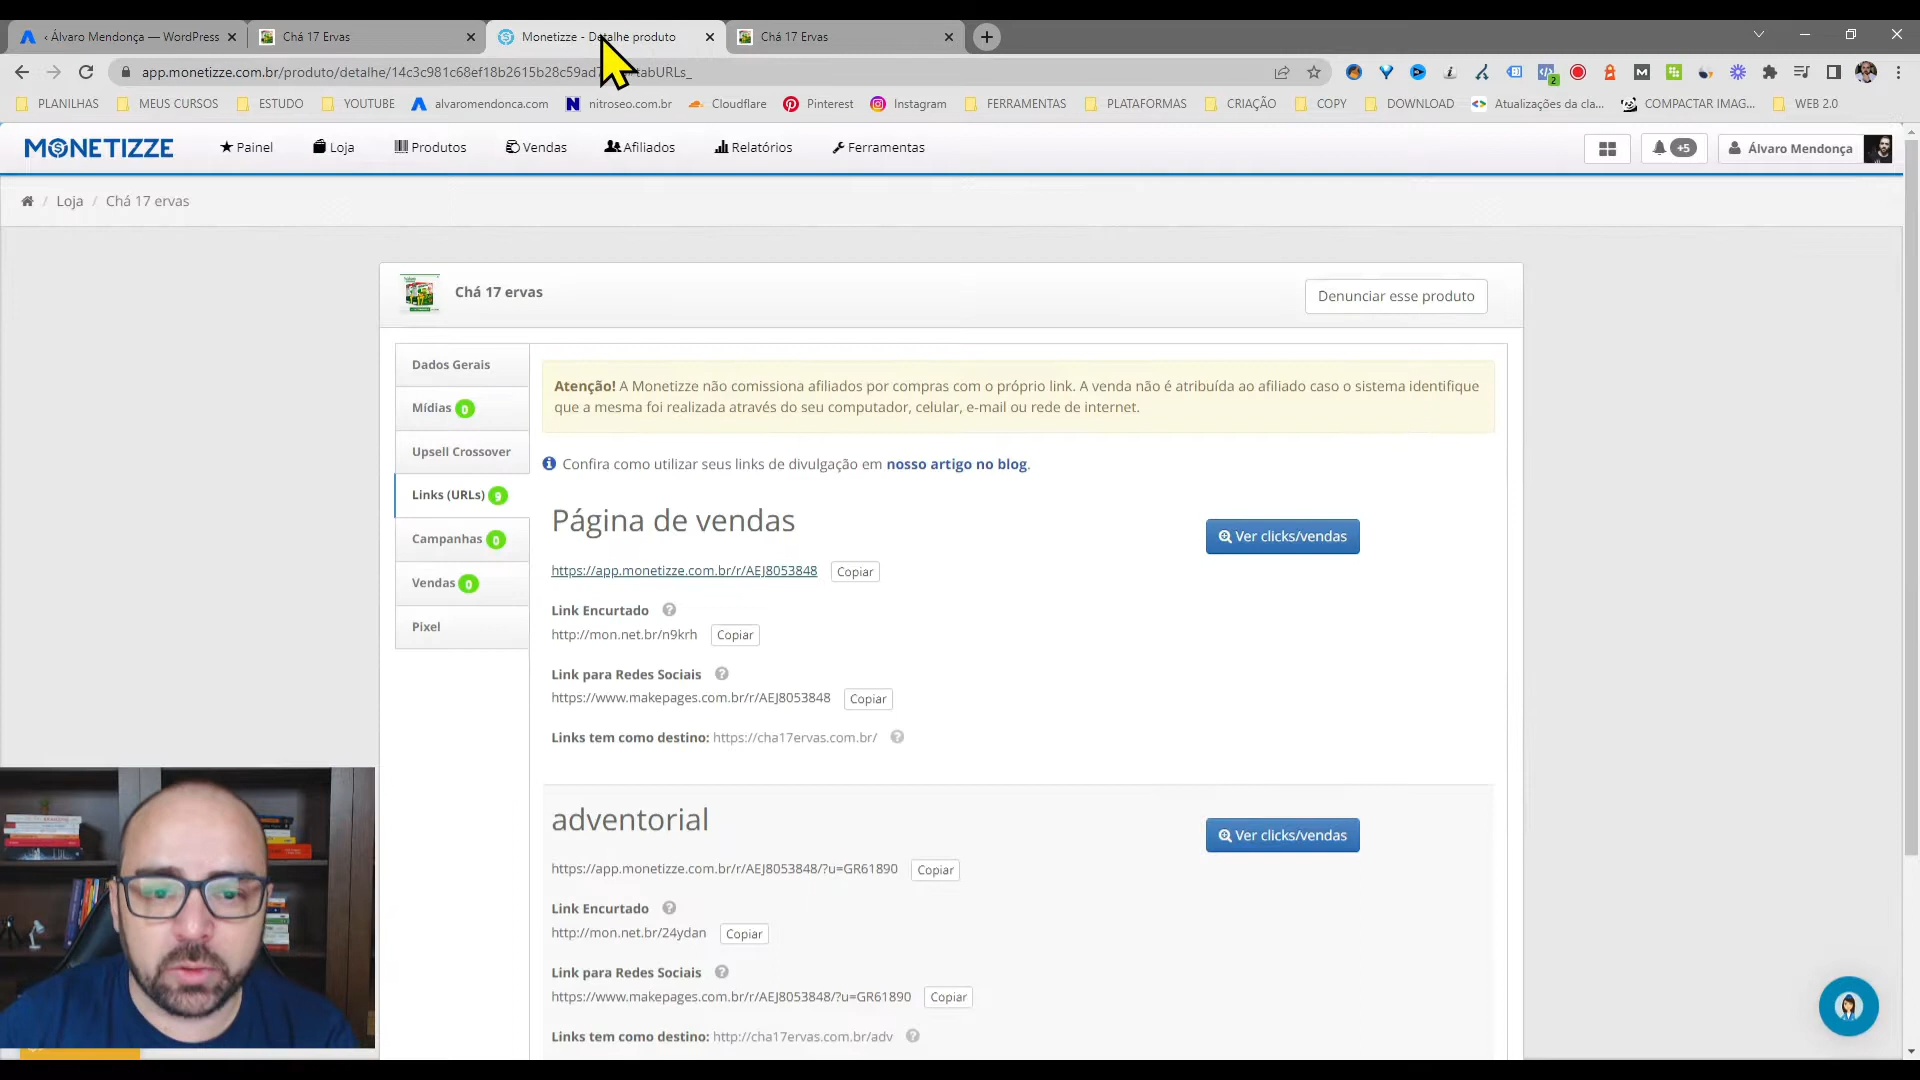 ‹ Álvaro Mendonça — WordPress
Chá 17 Ervas
Monetizze - Detalhe produto
Chá 17 Ervas
PLANILHAS
MEUS CURSOS
ESTUDO
YOUTUBE
alvaromendonca.com
nitroseo.com.br
Cloudflare
Pinterest
Instagram
FERRAMENTAS
PLATAFORMAS
CRIAÇÃO
COPY
DOWNLOAD
Atualizações da cla...
COMPACTAR IMAG...
WEB 2.0
MONETIZZE
Painel
Loja
Produtos
Vendas
Afiliados
Relatórios
Ferramentas
+5
Álvaro Mendonça
/ Loja / Chá 17 ervas
Chá 17 ervas
Denunciar esse produto
Dados Gerais
Mídias 0
Upsell Crossover
Links (URLs) 9
Campanhas 0
Vendas 0
Pixel
Atenção! A Monetizze não comissiona afiliados por compras com o próprio link. A venda não é atribuída ao afiliado caso o sistema identifique
que a mesma foi realizada através do seu computador, celular, e-mail ou rede de internet.
Confira como utilizar seus links de divulgação em nosso artigo no blog.
Página de vendas
Ver clicks/vendas
https://app.monetizze.com.br/r/AEJ8053848 Copiar
Link Encurtado
http://mon.net.br/n9krh Copiar
Link para Redes Sociais
https://www.makepages.com.br/r/AEJ8053848 Copiar
Links tem como destino: https://cha17ervas.com.br/
adventorial
Ver clicks/vendas
https://app.monetizze.com.br/r/AEJ8053848/?u=GR61890 Copiar
Link Encurtado
http://mon.net.br/24ydan Copiar
Link para Redes Sociais
https://www.makepages.com.br/r/AEJ8053848/?u=GR61890 Copiar
Links tem como destino: http://cha17ervas.com.br/adv